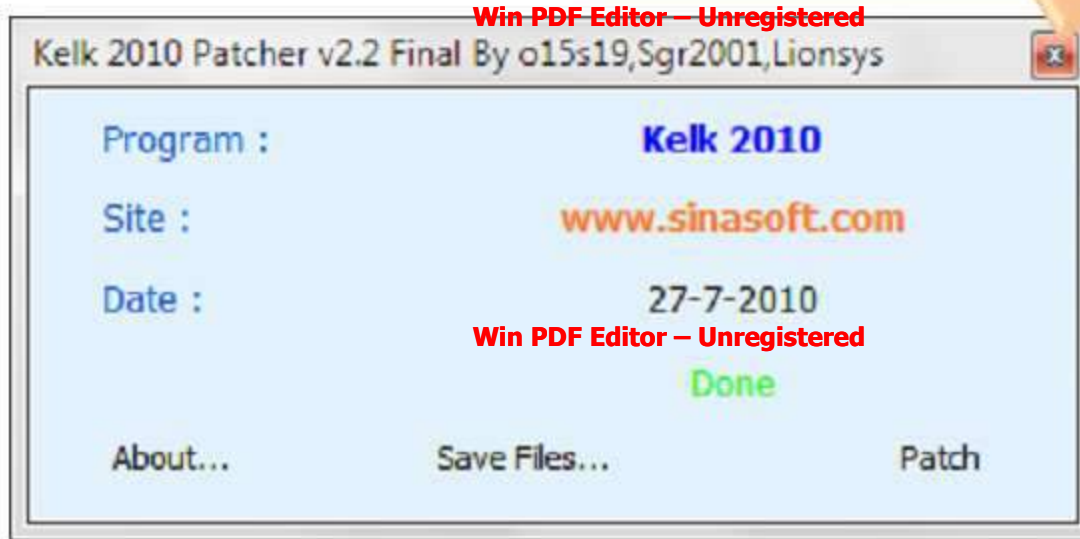 Win PDF Editor — Unregistered
Kelk 2010 Patcher v2.2 Final By o15s19,Sgr2001,Lionsys
Program : Kelk 2010
Site : www.sinasoft.com
Date : 27-7-2010
Win PDF Editor — Unregistered
Done
About... Save Files... Patch